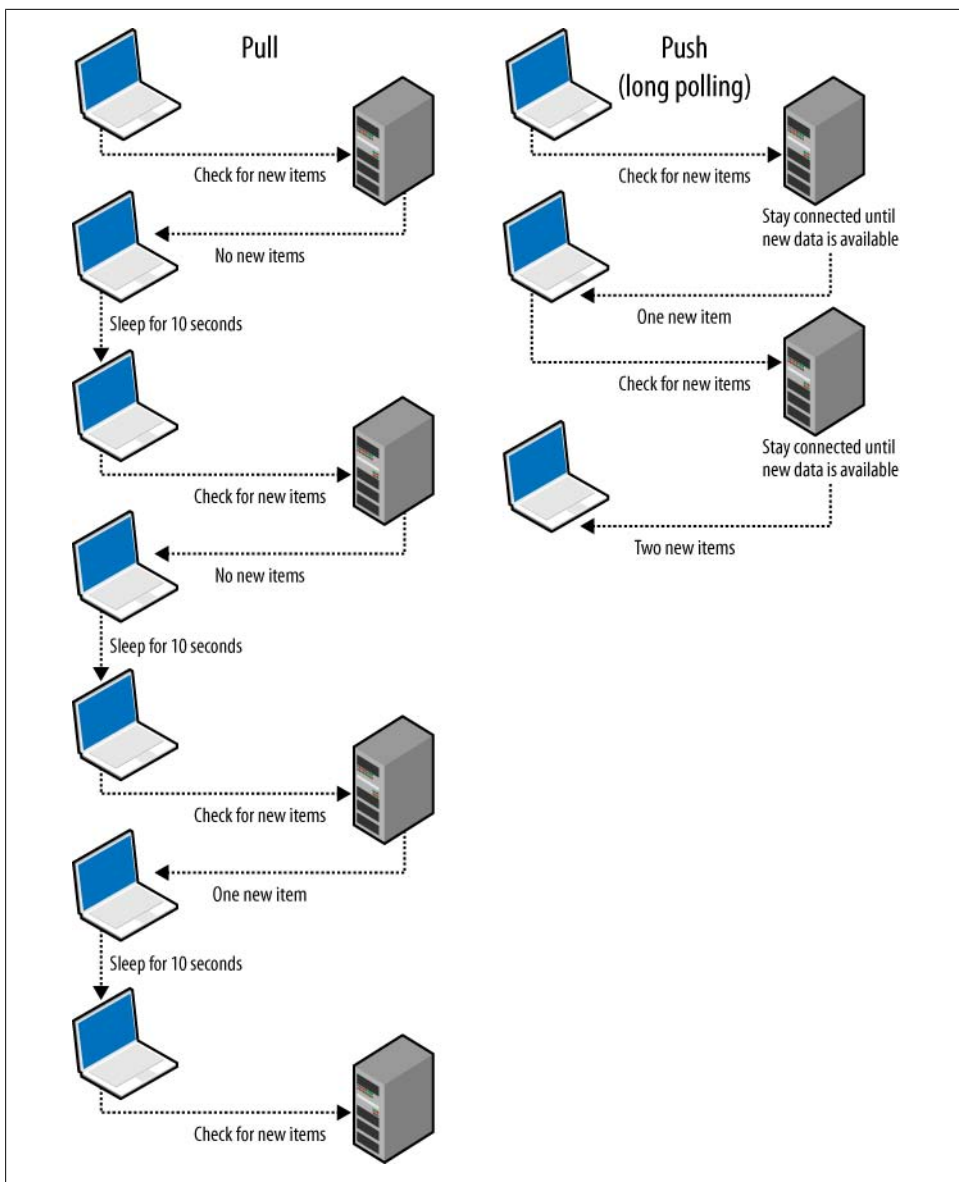 Pull
Check for new items
No new items
Sleep for 10 seconds
Check for new items
No new items
Sleep for 10 seconds
Check for new items
One new item
Sleep for 10 seconds
Check for new items
Push
(long polling)
Check for new items
Stay connected until
new data is available
One new item
Check for new items
Stay connected until
new data is available
Two new items